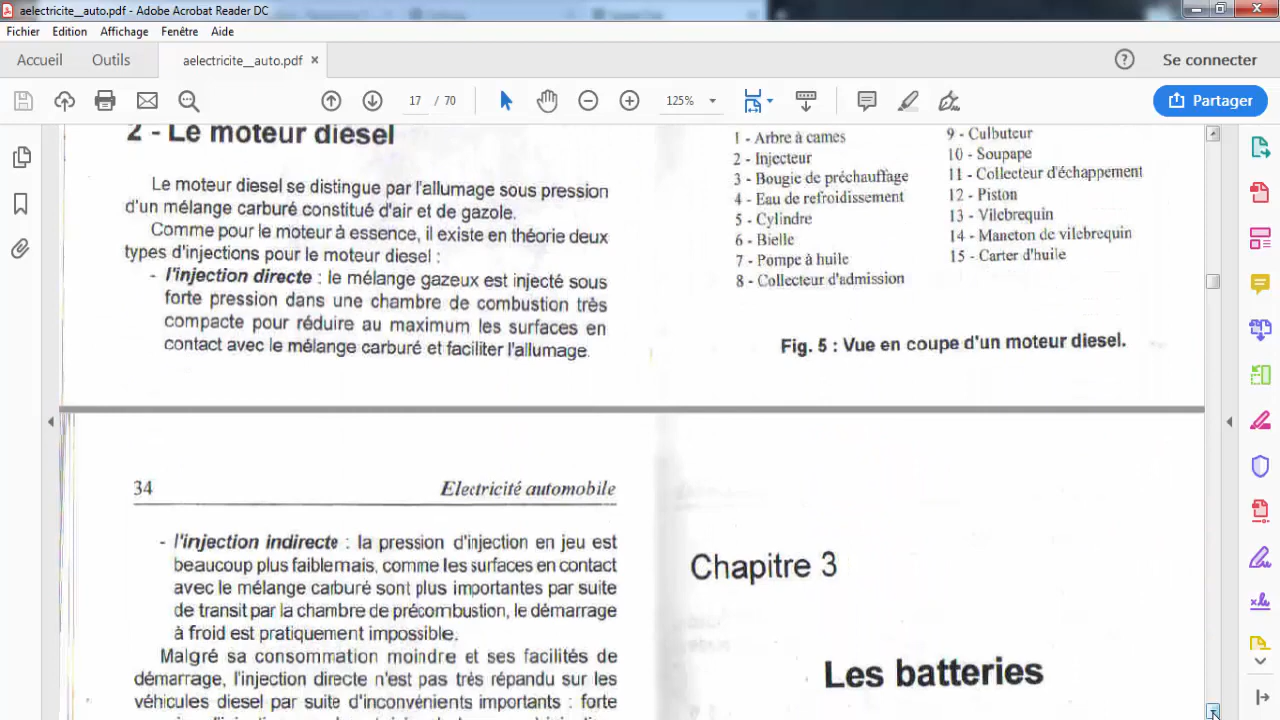 aelectricite__auto.pdf - Adobe Acrobat Reader DC
Fichier Edition Affichage Fenêtre Aide
Accueil Outils aelectricite__auto.pdf × Se connecter
17 / 70 125% Partager
2 - Le moteur diesel
Le moteur diesel se distingue par l'allumage sous pression
d'un mélange carburé constitué d'air et de gazole.
Comme pour le moteur à essence, il existe en théorie deux
types d'injections pour le moteur diesel :
- l'injection directe : le mélange gazeux est injecté sous
forte pression dans une chambre de combustion très
compacte pour réduire au maximum les surfaces en
contact avec le mélange carburé et faciliter l'allumage.
1 - Arbre à cames
2 - Injecteur
3 - Bougie de préchauffage
4 - Eau de refroidissement
5 - Cylindre
6 - Bielle
7 - Pompe à huile
8 - Collecteur d'admission
9 - Culbuteur
10 - Soupape
11 - Collecteur d'échappement
12 - Piston
13 - Vilebrequin
14 - Maneton de vilebrequin
15 - Carter d'huile
Fig. 5 : Vue en coupe d'un moteur diesel.
34 Electricité automobile
- l'injection indirecte : la pression d'injection en jeu est
beaucoup plus faiblemais, comme les surfaces en contact
avec le mélange carburé sont plus importantes par suite
de transit par la chambre de précombustion, le démarrage
à froid est pratiquement impossible.
Malgré sa consommation moindre et ses facilités de
démarrage, l'injection directe n'est pas très répandu sur les
véhicules diesel par suite d'inconvénients importants : forte
Chapitre 3
Les batteries